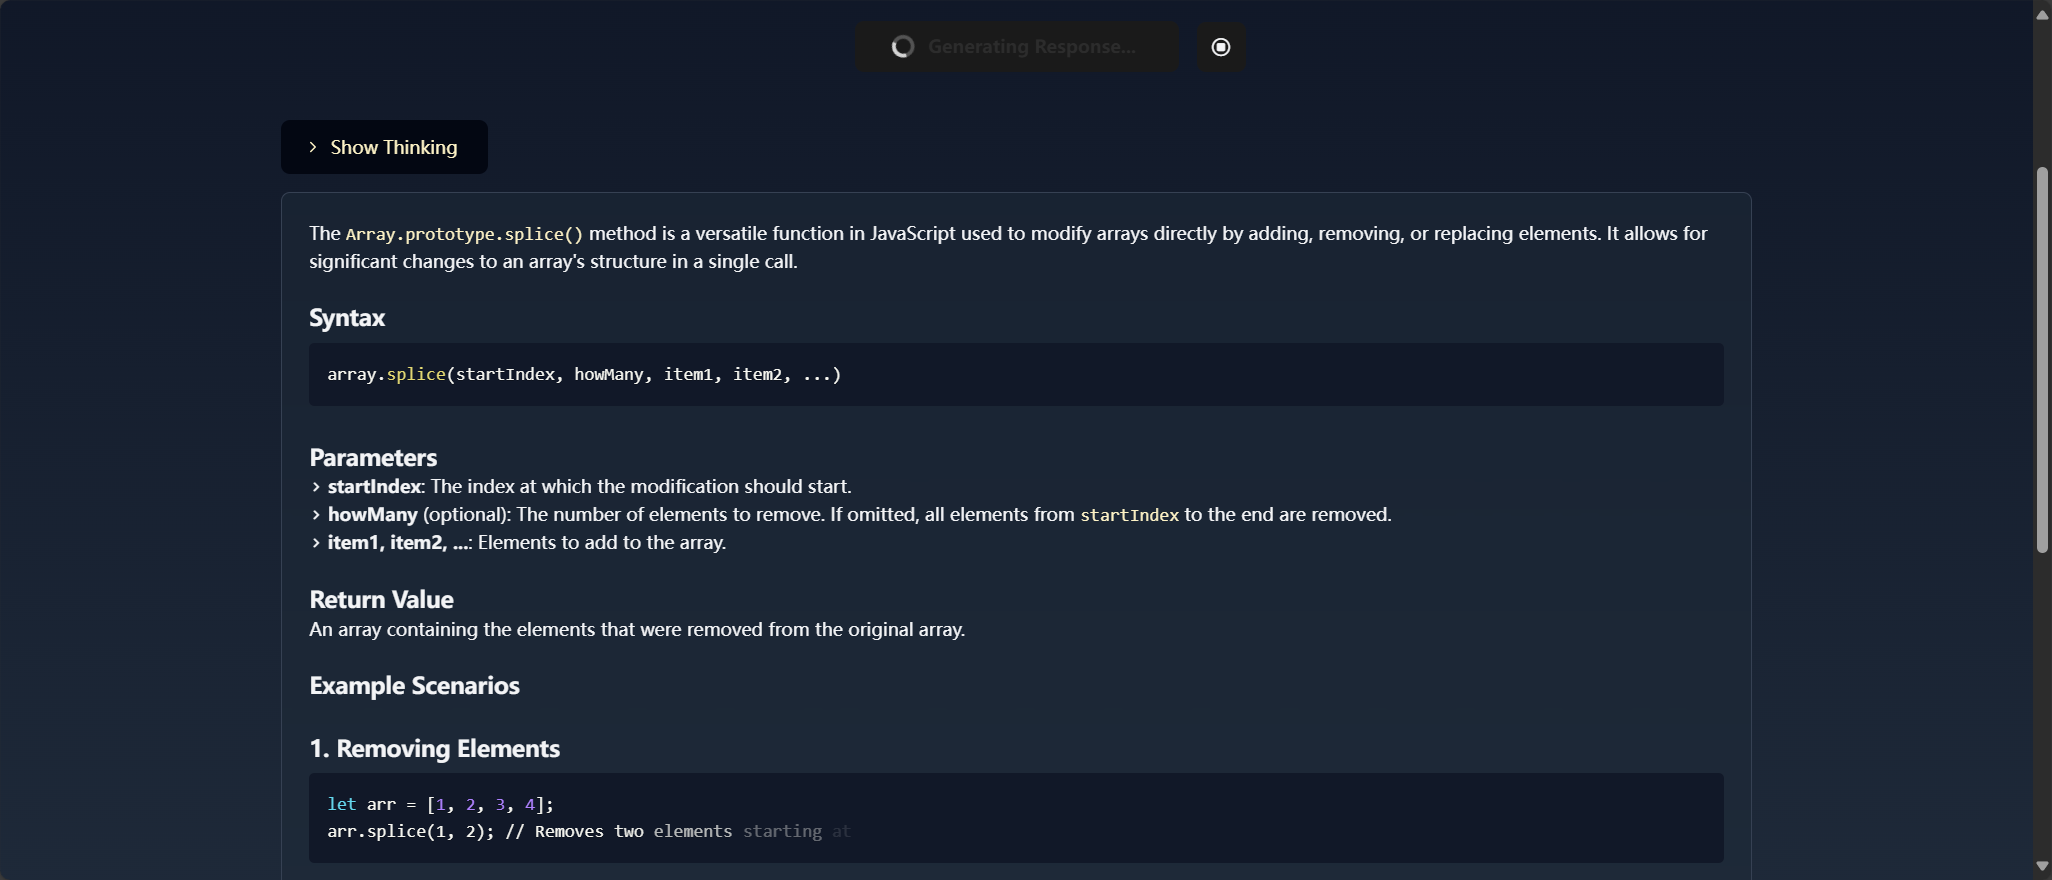 Generating Response...
Show Thinking
The Array.prototype.splice() method is a versatile function in JavaScript used to modify arrays directly by adding, removing, or replacing elements. It allows for
significant changes to an array's structure in a single call.
Syntax
array.splice(startIndex, howMany, item1, item2, ...)
Parameters
› startIndex: The index at which the modification should start.
› howMany (optional): The number of elements to remove. If omitted, all elements from startIndex to the end are removed.
› item1, item2, ...: Elements to add to the array.
Return Value
An array containing the elements that were removed from the original array.
Example Scenarios
1. Removing Elements
let arr = [1, 2, 3, 4];
arr.splice(1, 2); // Removes two elements starting at